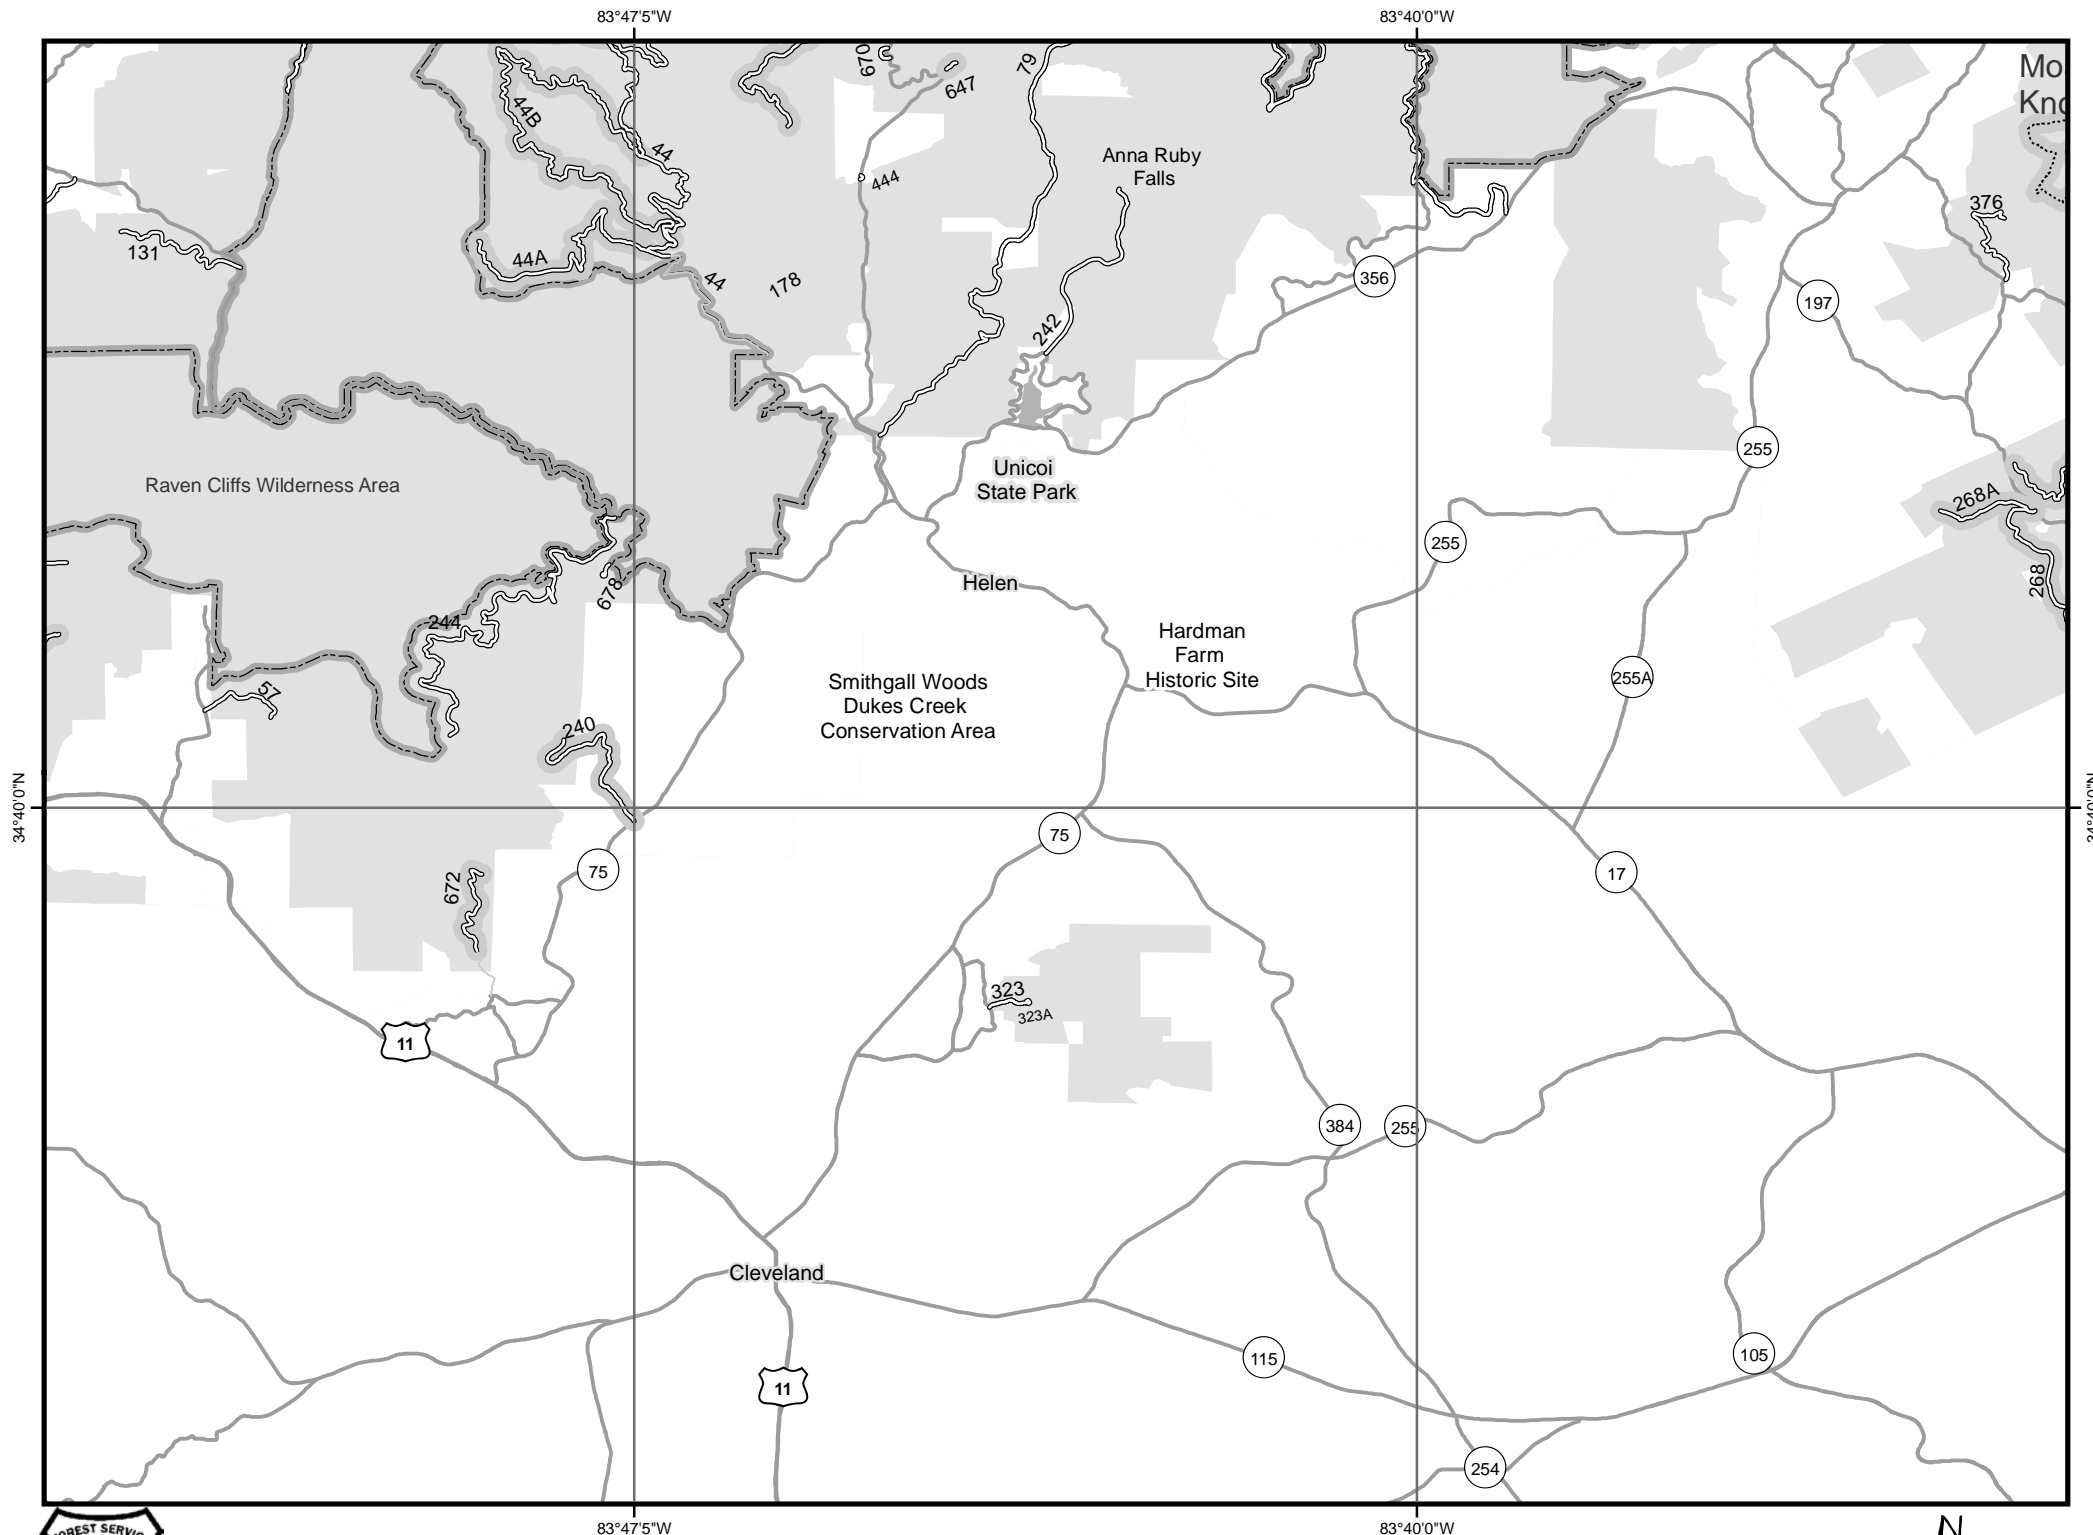 83°47'5"W
83°40'0"W
670
79
647
44B
44
444
Anna Ruby
Falls
376
131
44A
44
178
242
356
197
255
Raven Cliffs Wilderness Area
Unicoi
State Park
268A
255
268
678
Helen
244
Hardman
Farm
Historic Site
255A
57
Smithgall Woods
Dukes Creek
Conservation Area
240
34°40'0"N
34°40'0"N
75
75
672
17
323
323A
11
384
255
Cleveland
115
105
11
254
83°47'5"W
83°40'0"W
N